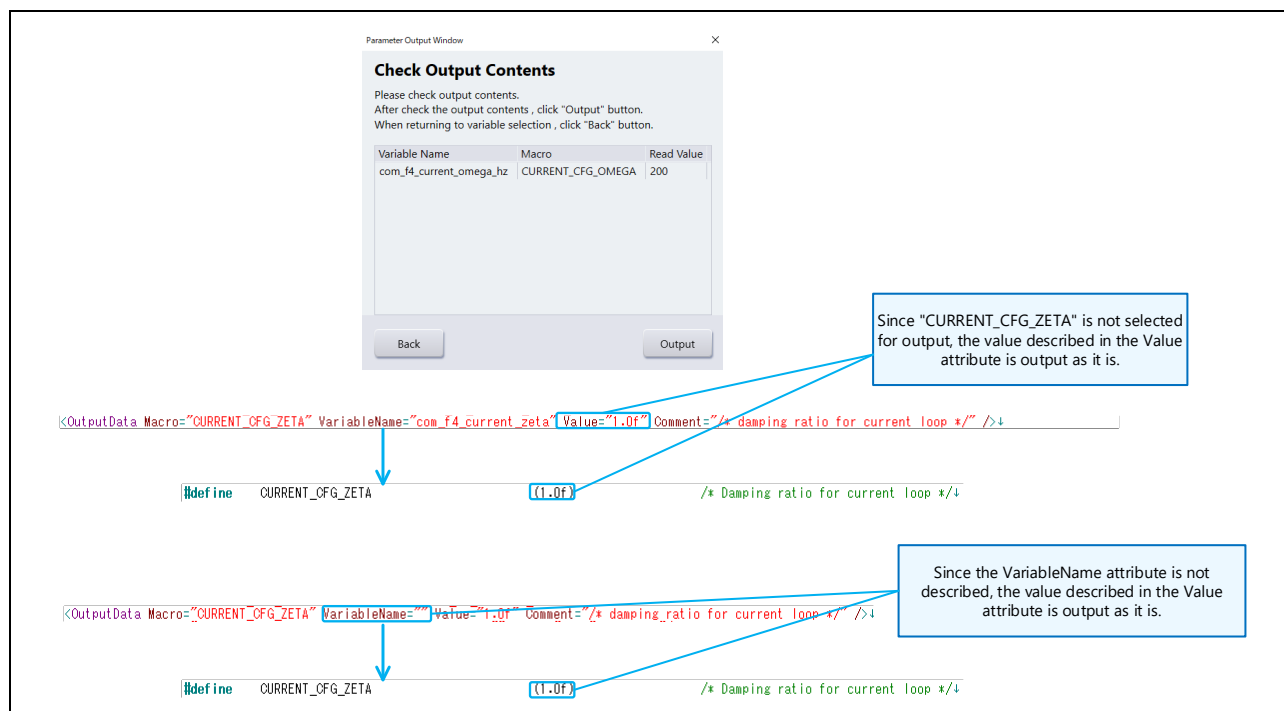 Parameter Output Window
Check Output Contents
Please check output contents.
After check the output contents , click "Output" button.
When returning to variable selection , click "Back" button.
Variable Name Macro Read Value
com_f4_current_omega_hz CURRENT_CFG_OMEGA 200
Back Output
Since "CURRENT_CFG_ZETA" is not selected
for output, the value described in the Value
attribute is output as it is.
<OutputData Macro="CURRENT_CFG_ZETA" VariableName="com_f4_current_zeta" Value="1.0f" Comment="/* damping ratio for current loop */" />↓
#define CURRENT_CFG_ZETA (1.0f) /* Damping ratio for current loop */↓
Since the VariableName attribute is not
described, the value described in the Value
attribute is output as it is.
<OutputData Macro="CURRENT_CFG_ZETA" VariableName="" Value="1.0f" Comment="/* damping ratio for current loop */" />↓
#define CURRENT_CFG_ZETA (1.0f) /* Damping ratio for current loop */↓